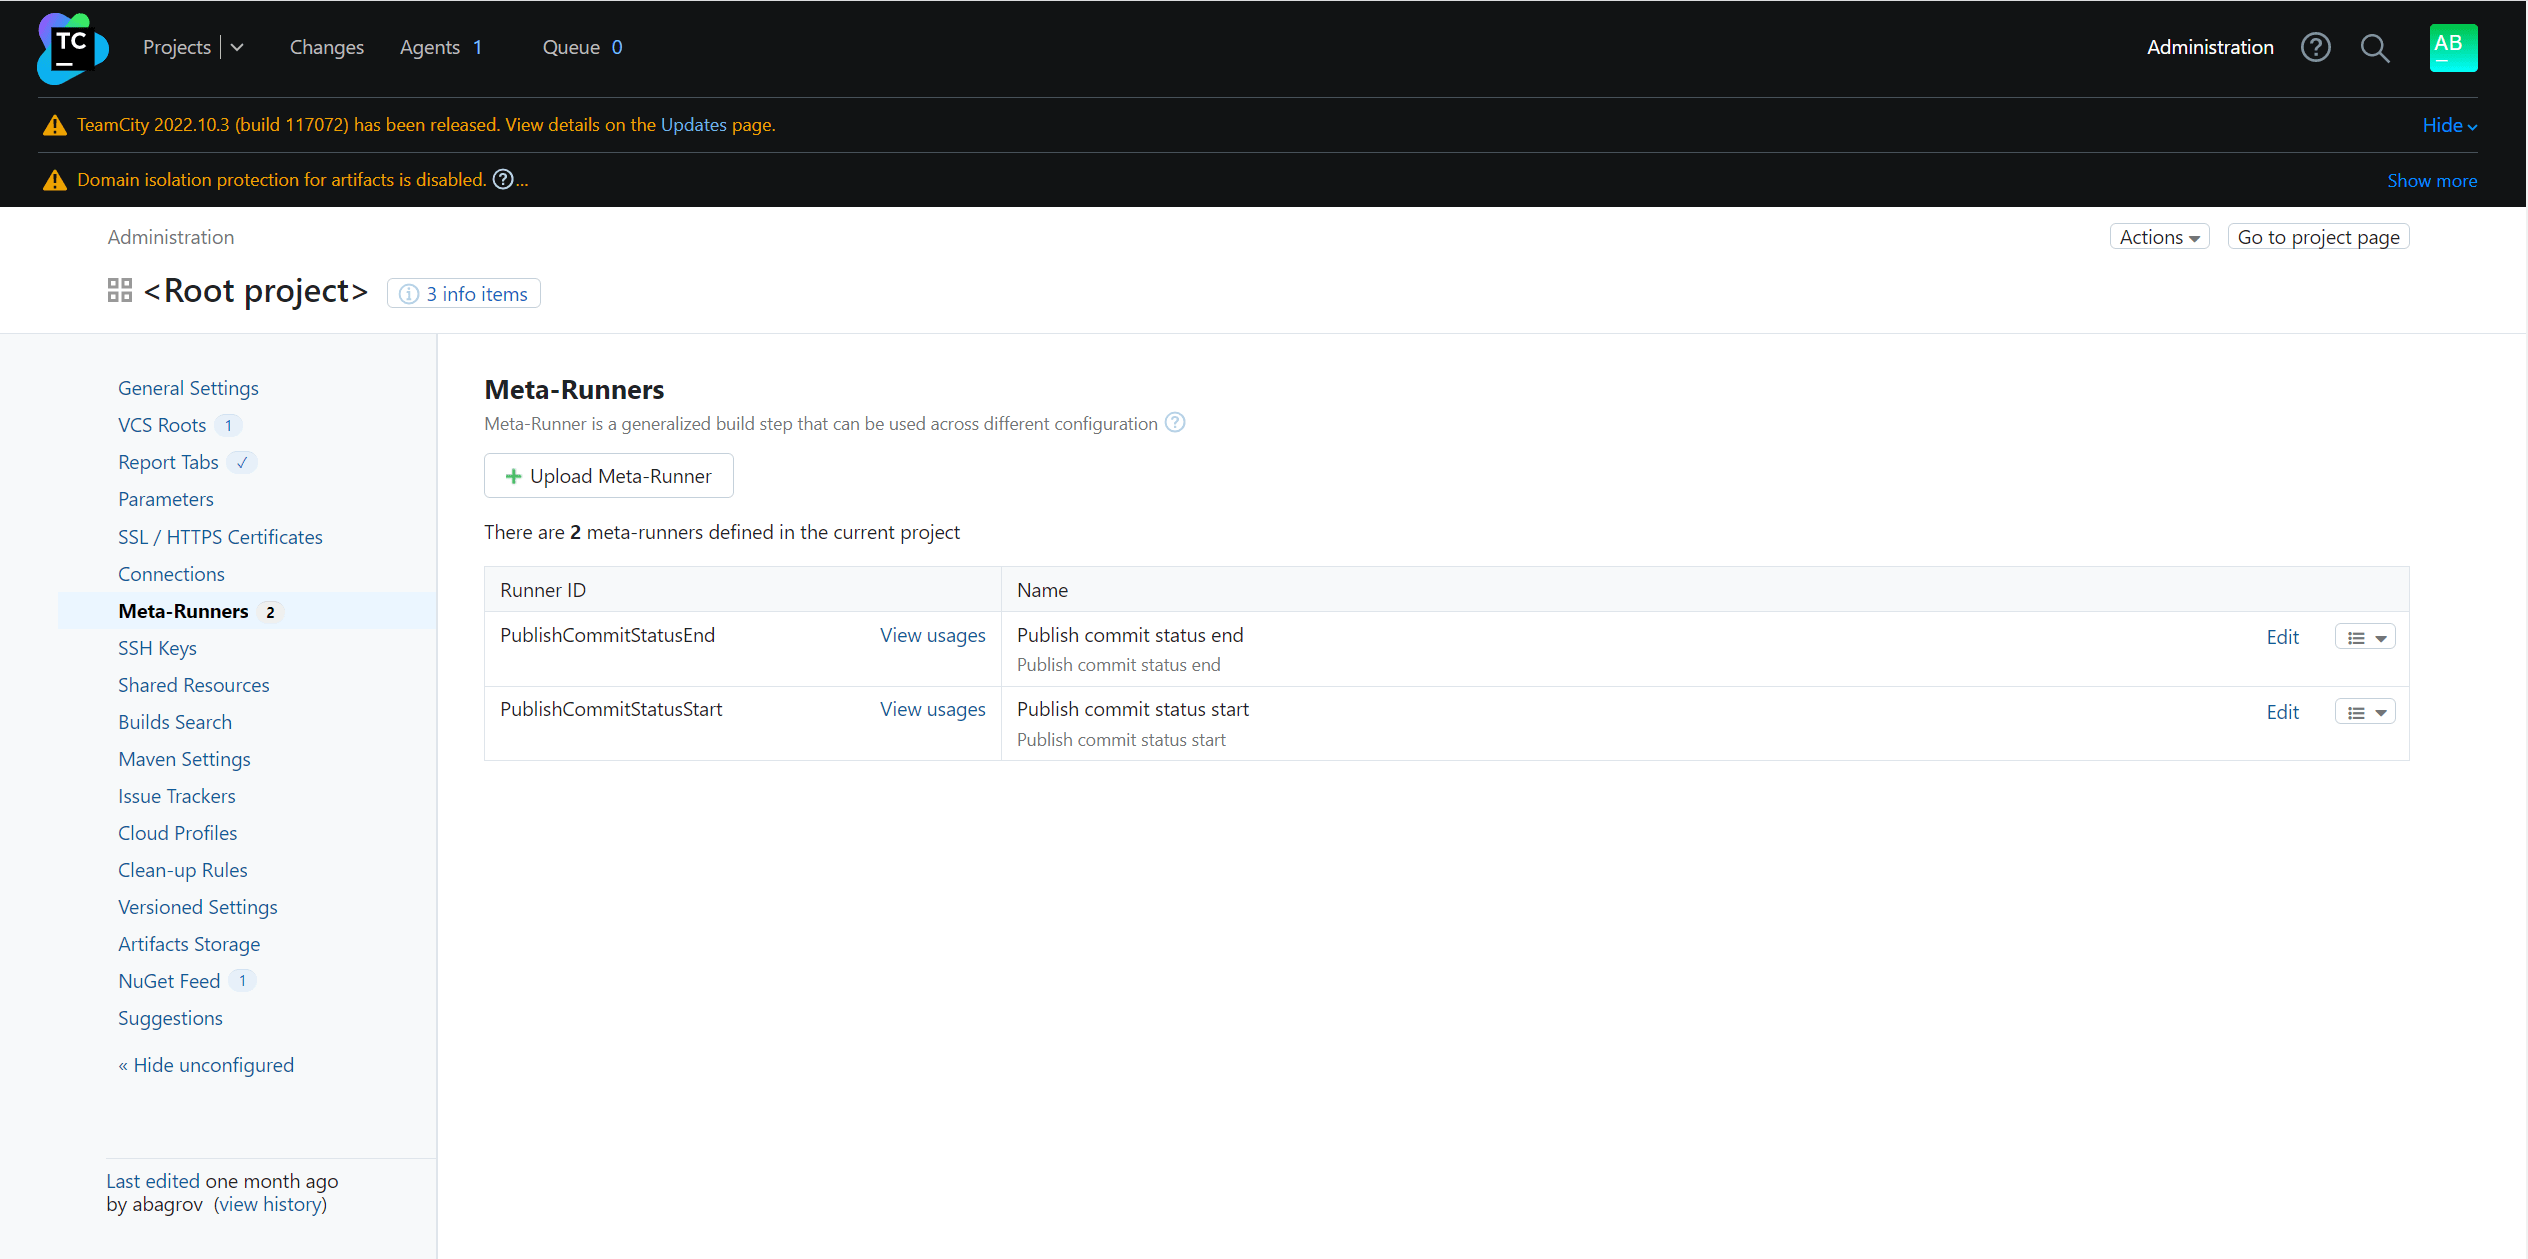 TC
Projects
Changes
Agents 1
Queue 0
Administration
AB
TeamCity 2022.10.3 (build 117072) has been released. View details on the Updates page.
Hide
Domain isolation protection for artifacts is disabled. ?...
Show more
Administration
Actions
Go to project page
<Root project>
3 info items
General Settings
VCS Roots 1
Report Tabs ✓
Parameters
SSL / HTTPS Certificates
Connections
Meta-Runners 2
SSH Keys
Shared Resources
Builds Search
Maven Settings
Issue Trackers
Cloud Profiles
Clean-up Rules
Versioned Settings
Artifacts Storage
NuGet Feed 1
Suggestions
« Hide unconfigured
Last edited one month ago
by abagrov (view history)
Meta-Runners
Meta-Runner is a generalized build step that can be used across different configuration ?
+ Upload Meta-Runner
There are 2 meta-runners defined in the current project
Runner ID
Name
PublishCommitStatusEnd
View usages
Publish commit status end
Publish commit status end
Edit
PublishCommitStatusStart
View usages
Publish commit status start
Publish commit status start
Edit